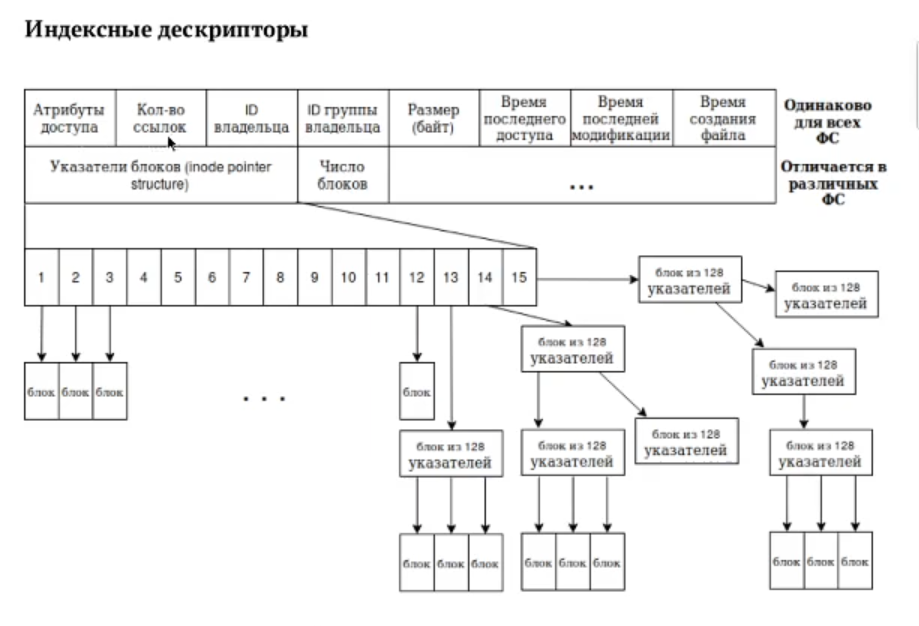 Индексные дескрипторы
Атрибуты
доступа
Кол-во
ссылок
ID
владельца
ID группы
владельца
Размер
(байт)
Время
последнего
доступа
Время
последней
модификации
Время
создания
файла
Одинаково
для всех
ФС
Указатели блоков (inode pointer
structure)
Число
блоков
...
Отличается в
различных
ФС
1 2 3 4 5 6 7 8 9 10 11 12 13 14 15
блок из 128
указателей
блок из 128
указателей
блок из 128
указателей
блок из 128
указателей
блок блок блок
. . .
блок
блок из 128
указателей
блок из 128
указателей
блок из 128
указателей
блок из 128
указателей
блок блок блок
блок блок блок
блок блок блок